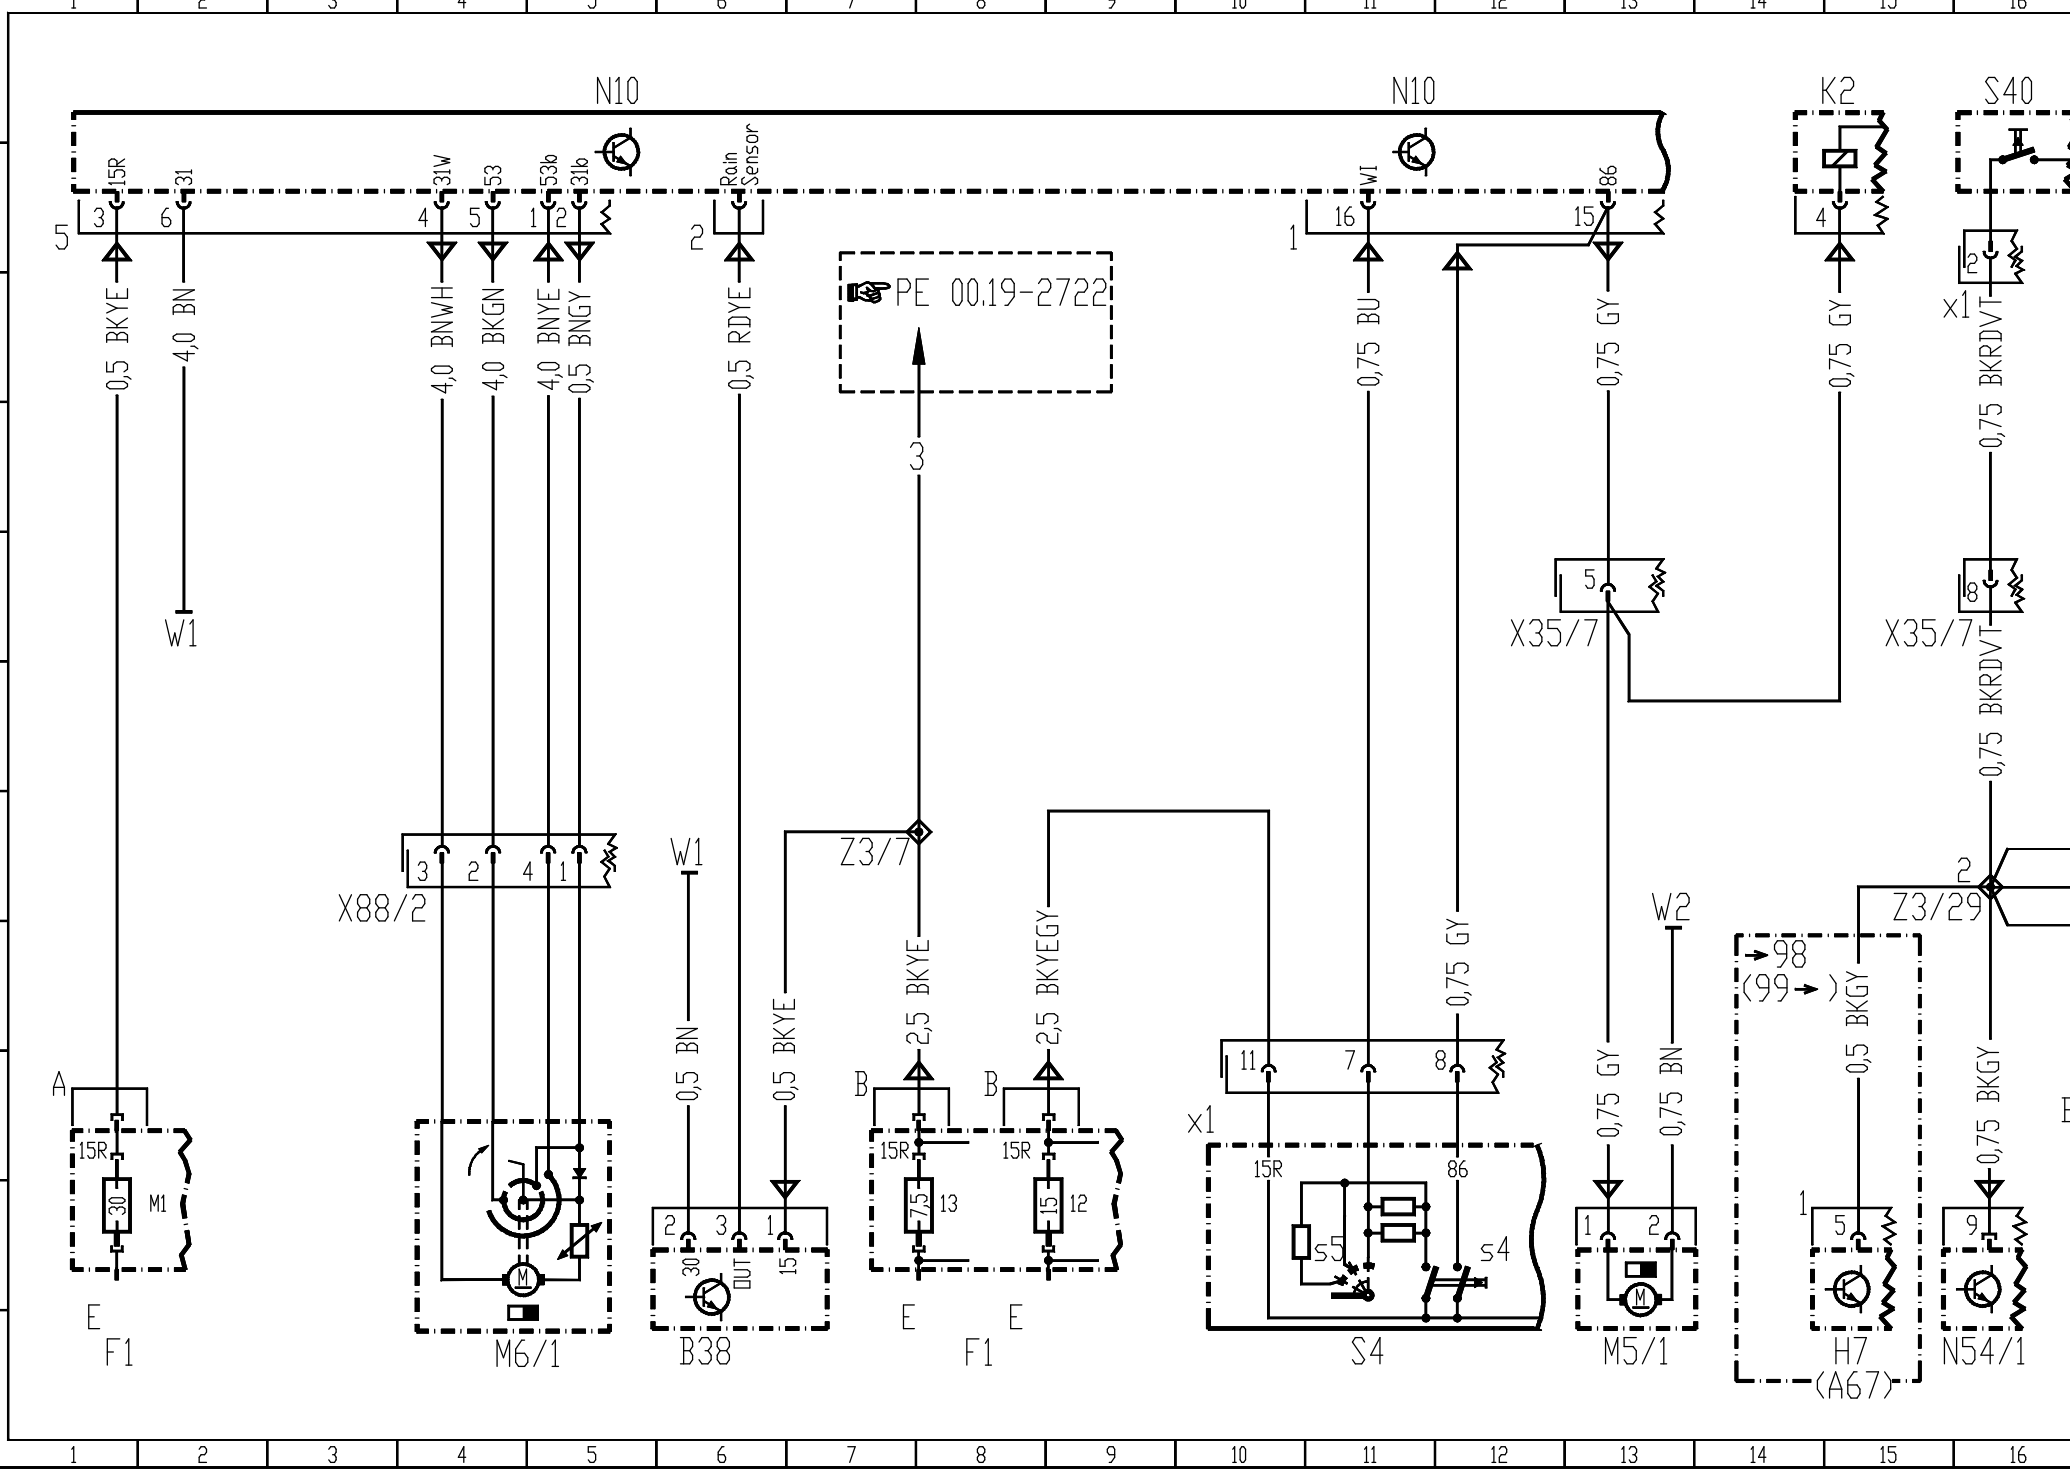 1 2 3 4 5 6 7 8 9 10 11 12 13 14 15 16
N10 N10 K2 S40
15R 31 31W 53 53b 31b Rain Sensor WI 86
5 3 6 4 5 1 2 2 1 16 15 4
2
x1
0,5 BKYE
4,0 BN
4,0 BNWH
4,0 BKGN
4,0 BNYE
0,5 BNGY
0,5 RDYE
PE 00.19-2722
0,75 BU
0,75 GY
0,75 GY
0,75 BKRDVT
3
5
8
W1
X35/7
X35/7
0,75 BKRDVT
Z3/7
W1
3 2 4 1
X88/2
2
Z3/29
W2
→98
(99→ )
0,5 BN
0,5 BKYE
2,5 BKYE
2,5 BKYEGY
0,75 GY
0,75 GY
0,75 BN
0,5 BKGY
0,75 BKGY
A
B
B
11 7 8
x1
15R
30
M1
15R
7,5
13
15R
15
12
15R 86
s5 s4
2 3 1
30 OUT 15
M
1 2
M
1
5
9
E E E
F1 M6/1 B38 F1 S4 M5/1 H7 N54/1
(A67)
1 2 3 4 5 6 7 8 9 10 11 12 13 14 15 16